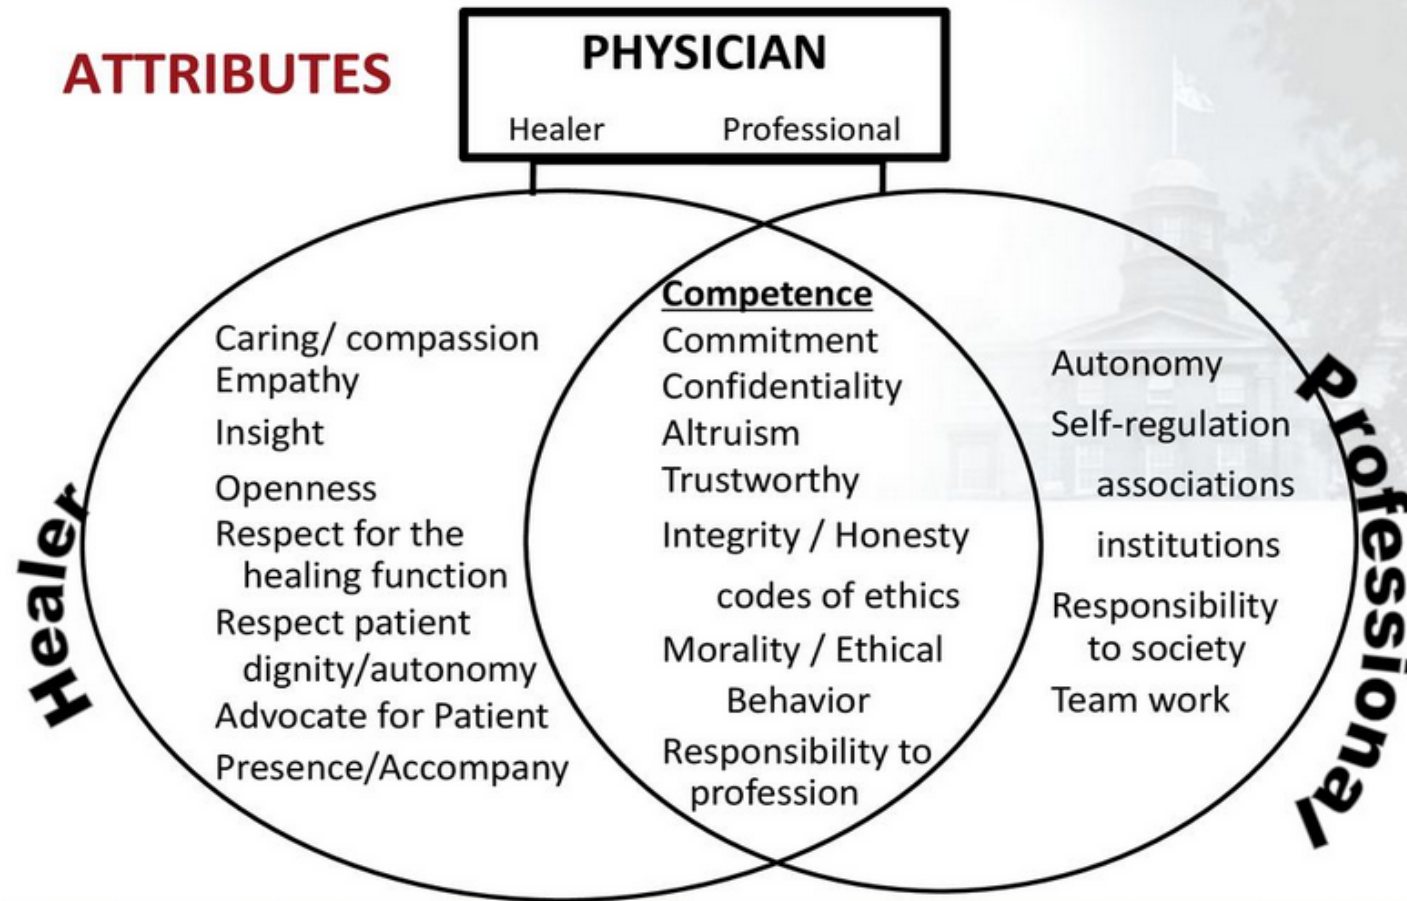 ATTRIBUTES
PHYSICIAN
Healer Professional
Healer
Caring/ compassion
Empathy
Insight
Openness
Respect for the
healing function
Respect patient
dignity/autonomy
Advocate for Patient
Presence/Accompany
Competence
Commitment
Confidentiality
Altruism
Trustworthy
Integrity / Honesty
codes of ethics
Morality / Ethical
Behavior
Responsibility to
profession
Autonomy
Self-regulation
associations
institutions
Responsibility
to society
Team work
Professional